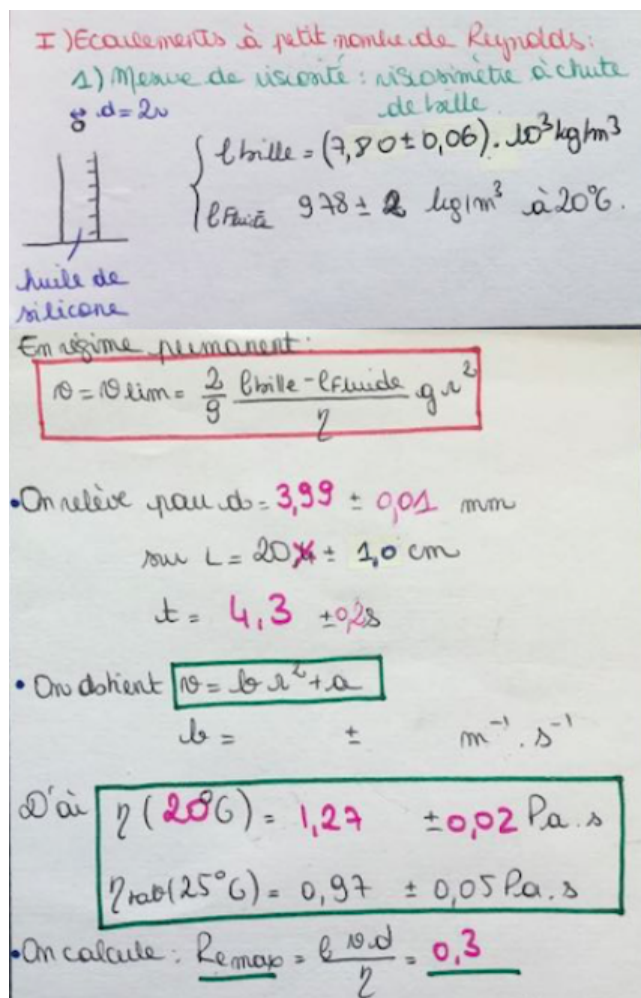 I) Ecoulements à petit nombre de Reynolds:
1) Mesure de viscosité : viscosimètre à chute
de bille
d=2r
ρbille = (7,80±0,06).10³ kg/m³
ρFluide 978 ± 2 kg/m³ à 20°C.
huile de
silicone
En régime permanent:
v = vlim = 2/9 (ρbille - ρFluide)/η g r²
• On relève pour d = 3,99 ± 0,01 mm
sur L = 20 ± 1,0 cm
t = 4,3 ±0,2s
• On obtient v = b r² + a
b = ± m⁻¹.s⁻¹
D'où η(20°C) = 1,27 ±0,02 Pa.s
ηtab(25°C) = 0,97 ± 0,05 Pa.s
• On calcule : Remax = ρ v.d/η = 0,3